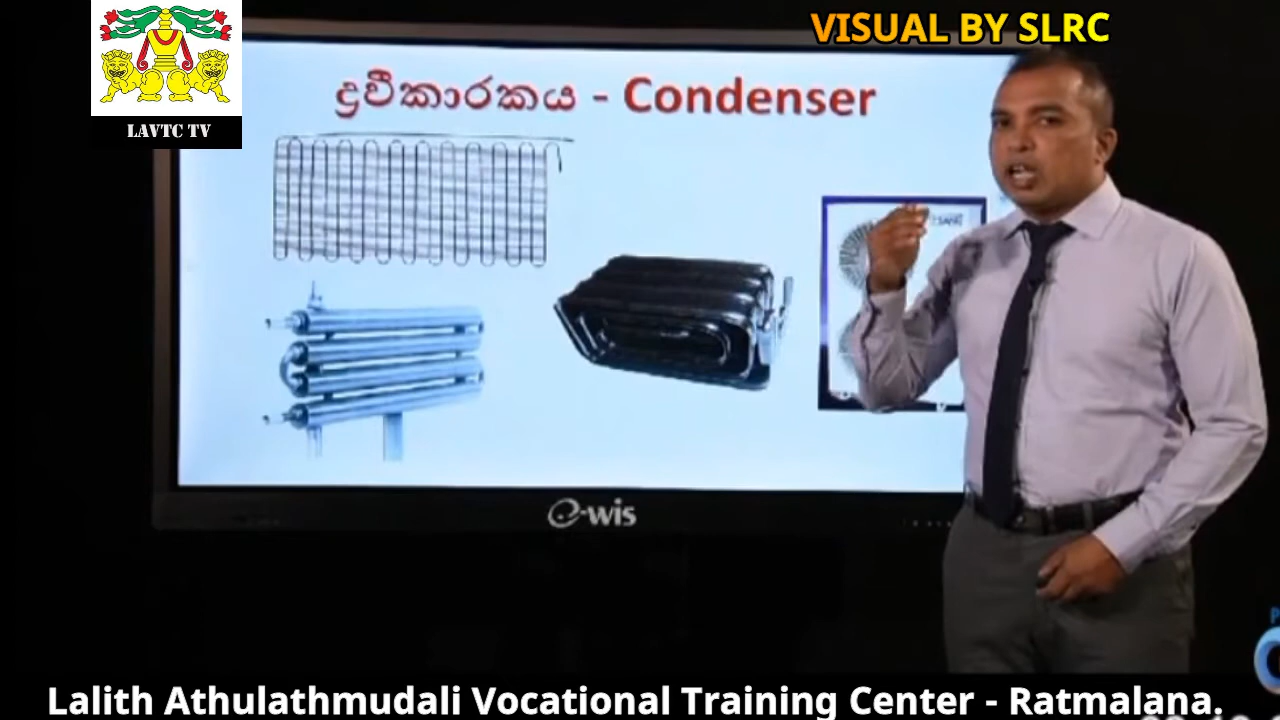 VISUAL BY SLRC
LAVTC TV
ද්‍රවීකාරකය - Condenser
e-wis
Lalith Athulathmudali Vocational Training Center - Ratmalana.